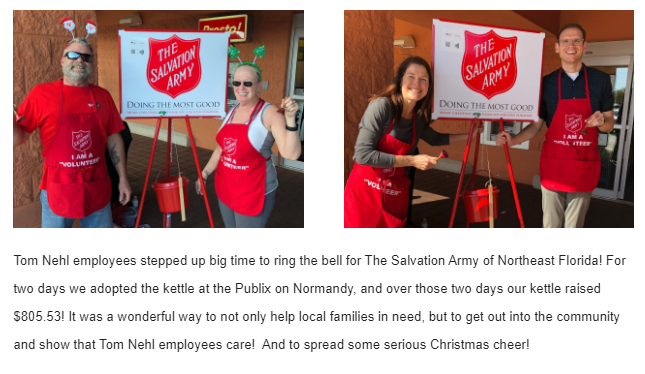 Presto!
THE
SALVATION
ARMY
DOING THE MOST GOOD
I AM A
"VOLUNTEER"
THE
SALVATION
ARMY
DOING THE MOST GOOD
I AM A
Tom Nehl employees stepped up big time to ring the bell for The Salvation Army of Northeast Florida! For
two days we adopted the kettle at the Publix on Normandy, and over those two days our kettle raised
$805.53! It was a wonderful way to not only help local families in need, but to get out into the community
and show that Tom Nehl employees care!  And to spread some serious Christmas cheer!